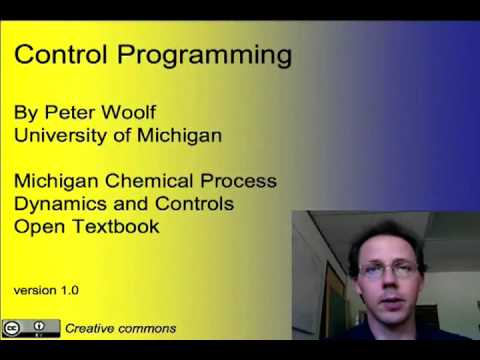 Control Programming
By Peter Woolf
University of Michigan
Michigan Chemical Process
Dynamics and Controls
Open Textbook
version 1.0
cc
Creative commons